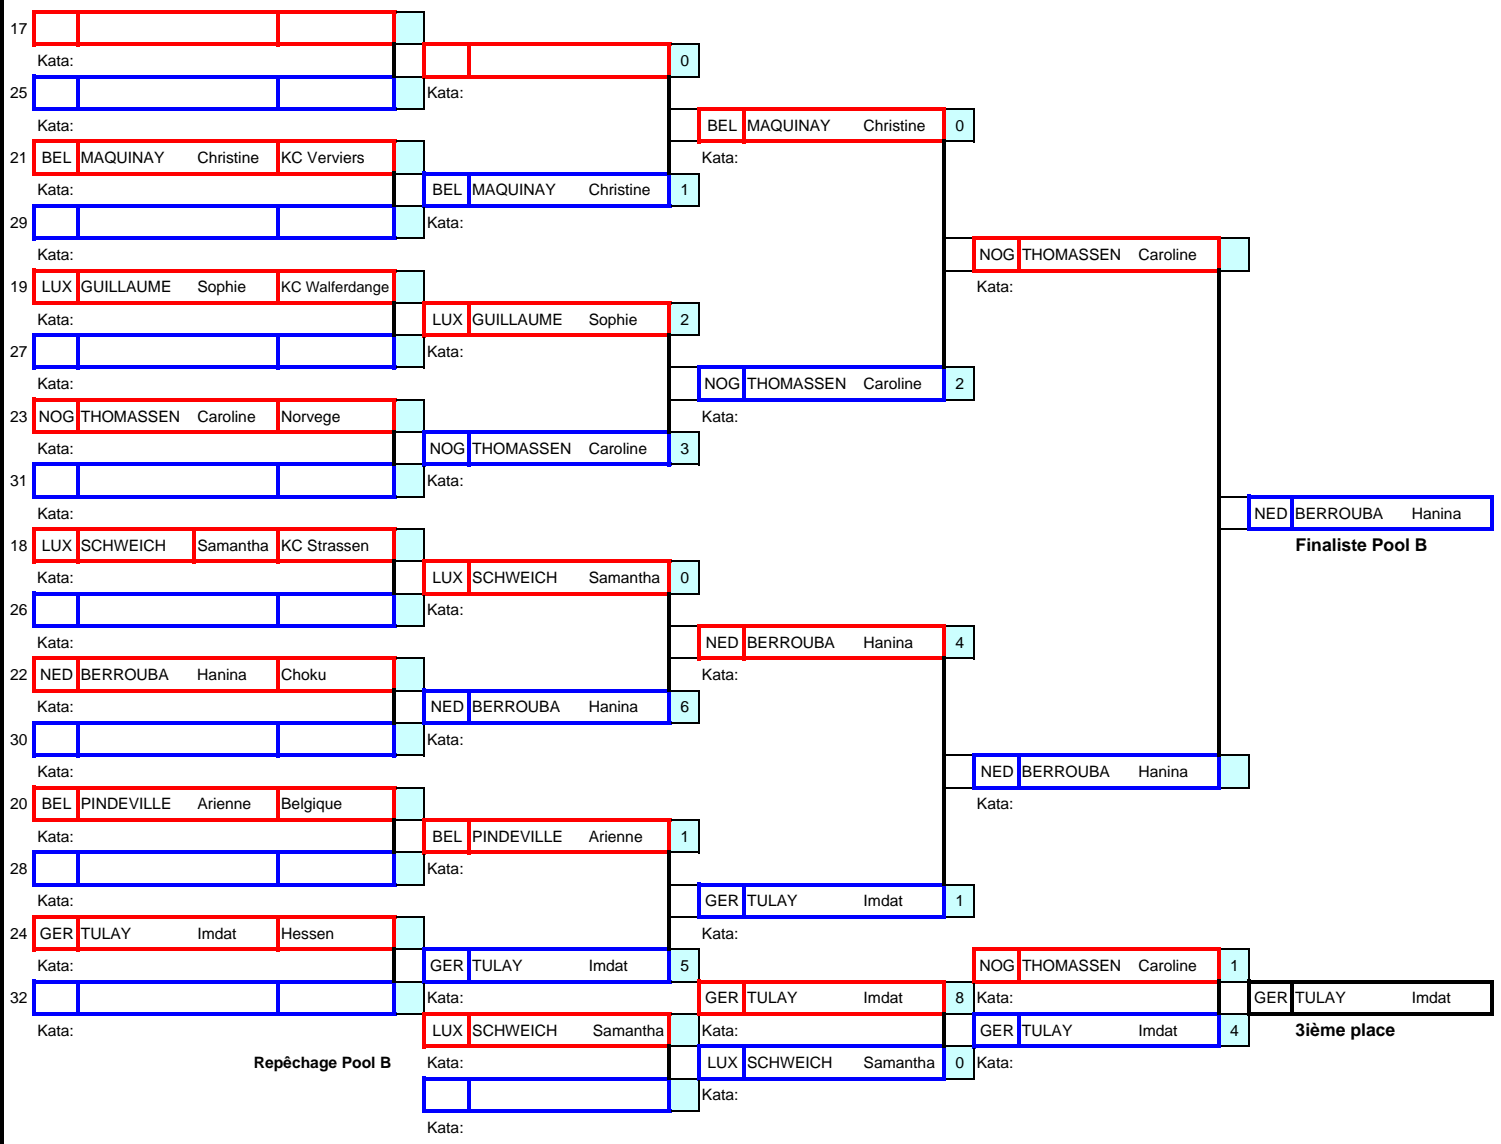 17
Kata: 0
25 Kata:
Kata: BEL MAQUINAY Christine 0
21 BEL MAQUINAY Christine KC Verviers Kata:
Kata: BEL MAQUINAY Christine 1
29 Kata:
Kata: NOG THOMASSEN Caroline
19 LUX GUILLAUME Sophie KC Walferdange Kata:
Kata: LUX GUILLAUME Sophie 2
27 Kata:
Kata: NOG THOMASSEN Caroline 2
23 NOG THOMASSEN Caroline Norvege Kata:
Kata: NOG THOMASSEN Caroline 3
31 Kata:
Kata: NED BERROUBA Hanina
18 LUX SCHWEICH Samantha KC Strassen Finaliste Pool B
Kata: LUX SCHWEICH Samantha 0
26 Kata:
Kata: NED BERROUBA Hanina 4
22 NED BERROUBA Hanina Choku Kata:
Kata: NED BERROUBA Hanina 6
30 Kata:
Kata: NED BERROUBA Hanina
20 BEL PINDEVILLE Arienne Belgique Kata:
Kata: BEL PINDEVILLE Arienne 1
28 Kata:
Kata: GER TULAY Imdat 1
24 GER TULAY Imdat Hessen Kata:
Kata: GER TULAY Imdat 5 NOG THOMASSEN Caroline 1
32 Kata: GER TULAY Imdat 8 Kata: GER TULAY Imdat
Kata: LUX SCHWEICH Samantha Kata: GER TULAY Imdat 4 3ième place
Repêchage Pool B Kata: LUX SCHWEICH Samantha 0 Kata:
Kata:
Kata: